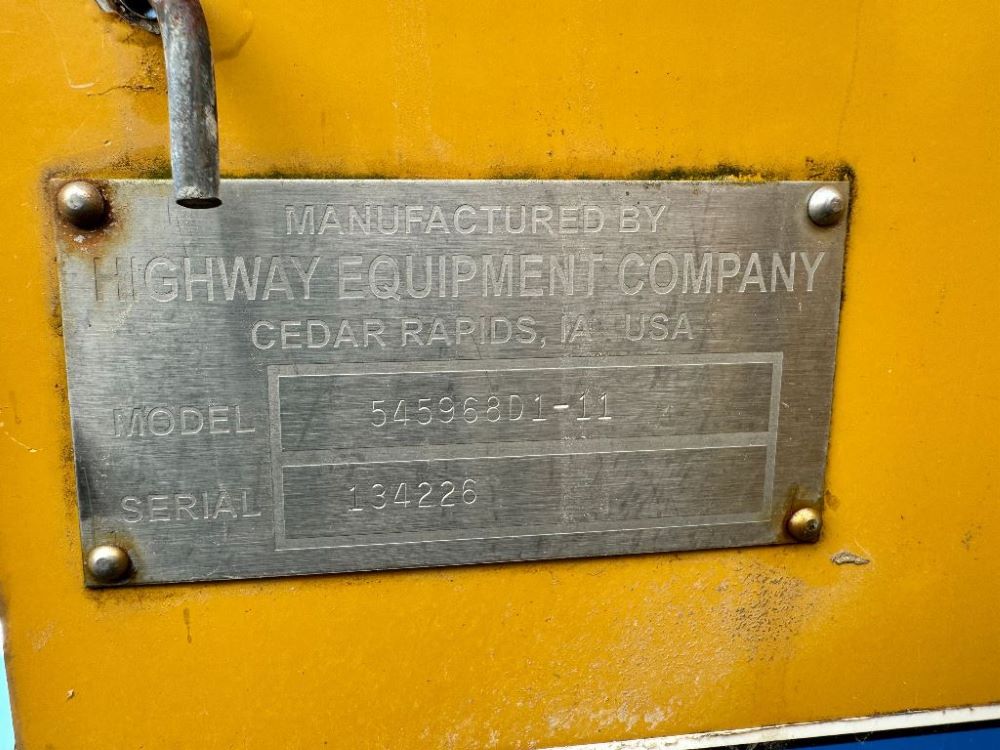 MANUFACTURED BY
HIGHWAY EQUIPMENT COMPANY
CEDAR RAPIDS, IA USA
MODEL 545968D1-11
SERIAL 134226